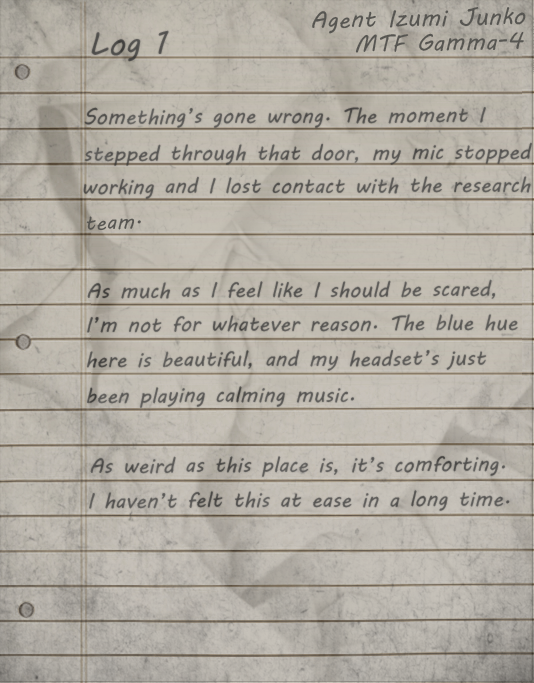 Agent Izumi Junko
Log 1
MTF Gamma-4
Something's gone wrong. The moment I
stepped through that door, my mic stopped
working and I lost contact with the research
team.
As much as I feel like I should be scared,
I'm not for whatever reason. The blue hue
here is beautiful, and my headset's just
been playing calming music.
As weird as this place is, it's comforting.
I haven't felt this at ease in a long time.